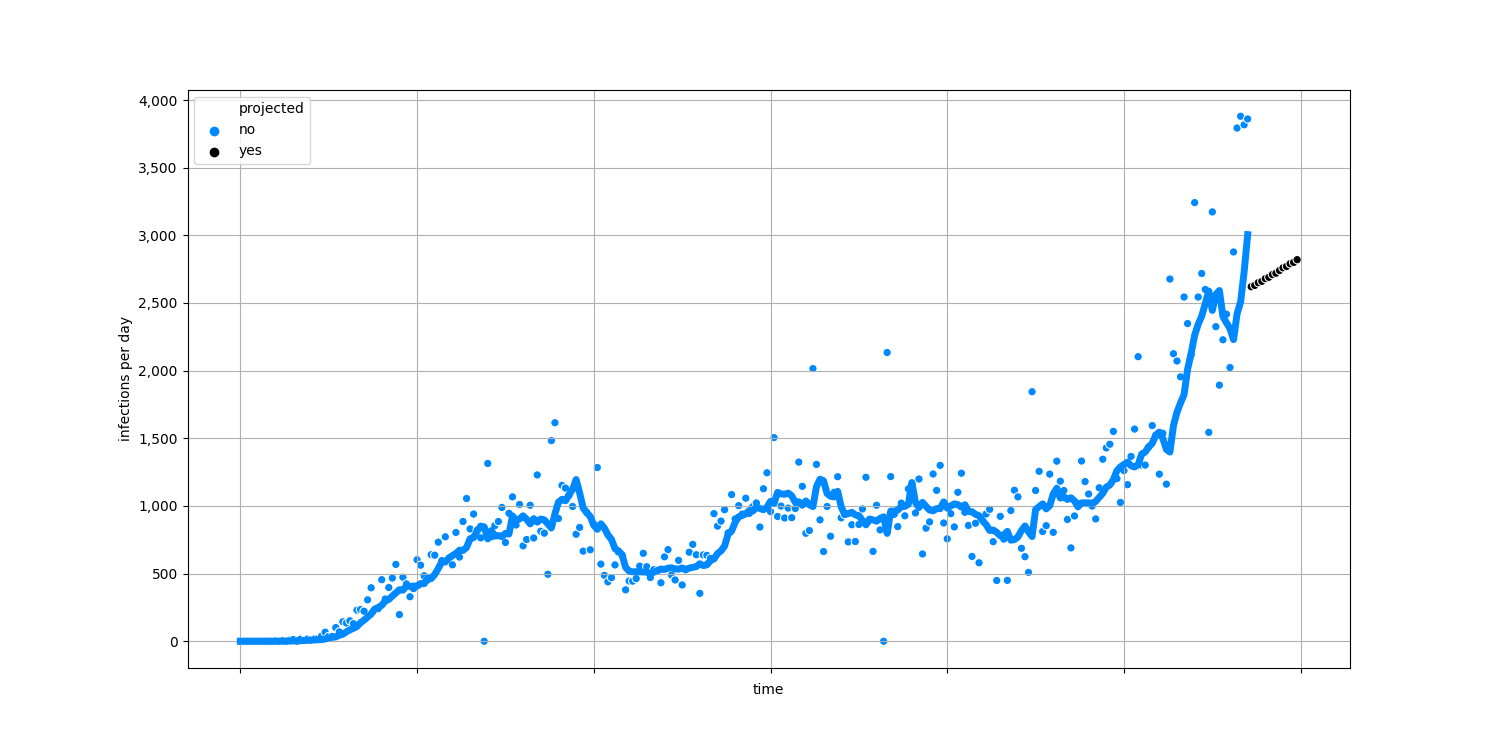 4,000
3,500
3,000
2,500
2,000
1,500
1,000
500
0
infections per day
projected
no
yes
time